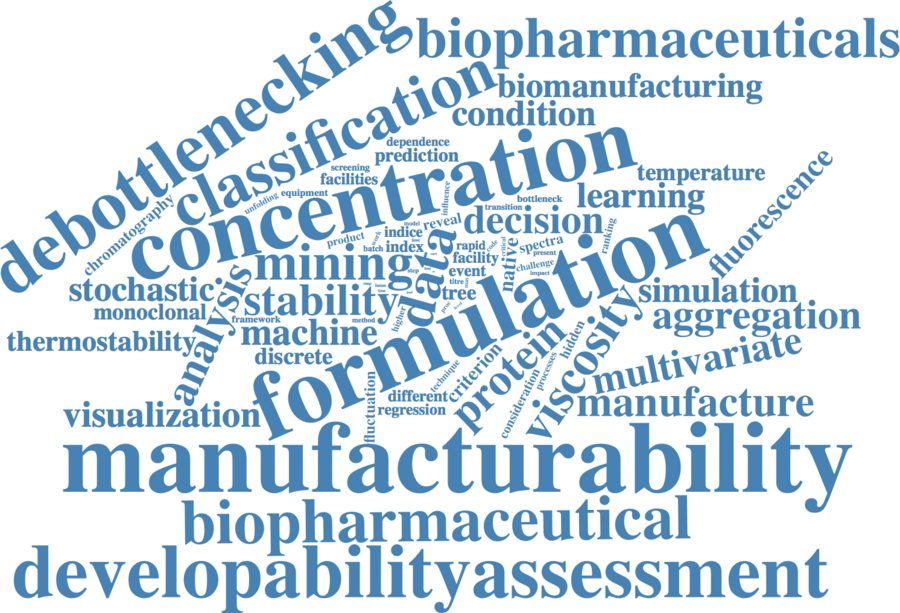 debottlenecking
biopharmaceuticals
classification
biomanufacturing
condition
concentration
dependence
prediction
screening
facilities
unfolding
equipment
chromatography
influence
temperature
learning
fluorescence
bottleneck
transition
decision
ranking
model
indice
reveal
product
batch
index
data
rapid
facility
event
titre
tree
native
spectra
present
challenge
impact
mining
step
stochastic
monoclonal
thermostability
analysis
stability
framework
method
machine
discrete
higher
formulation
simulation
aggregation
multivariate
manufacture
viscosity
hidden
processes
consideration
protein
criterion
technique
different
regression
fluctuation
visualization
manufacturability
biopharmaceutical
developability
assessment